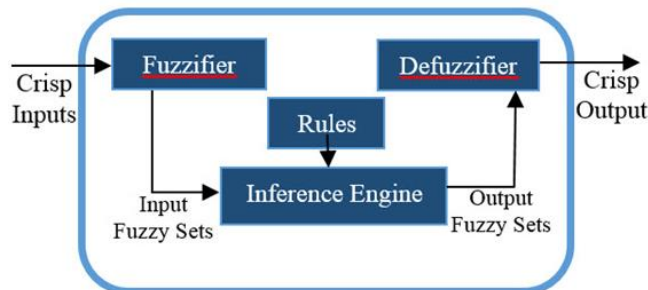 Fuzzifier
Defuzzifier
Crisp
Inputs
Crisp
Output
Rules
Inference Engine
Input
Fuzzy Sets
Output
Fuzzy Sets